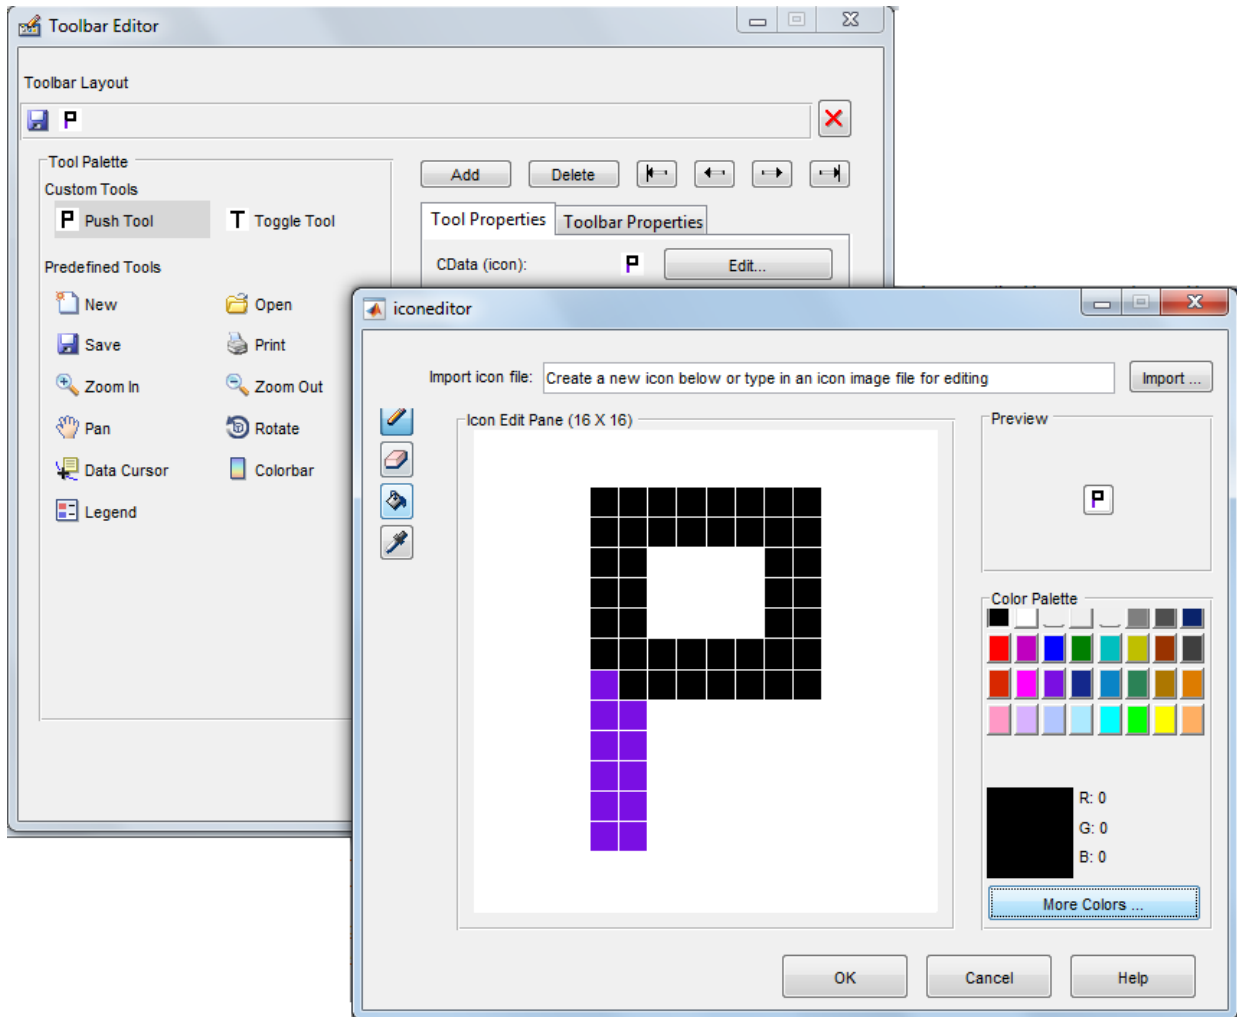 Toolbar Editor
Toolbar Layout
P
Tool Palette
Custom Tools
P Push Tool
T Toggle Tool
Predefined Tools
New
Open
Save
Print
Zoom In
Zoom Out
Pan
Rotate
Data Cursor
Colorbar
Legend
Add
Delete
Tool Properties
Toolbar Properties
CData (icon):
P
Edit...
iconeditor
Import icon file:
Create a new icon below or type in an icon image file for editing
Import ...
Icon Edit Pane (16 X 16)
P
Preview
P
Color Palette
R: 0
G: 0
B: 0
More Colors ...
OK
Cancel
Help